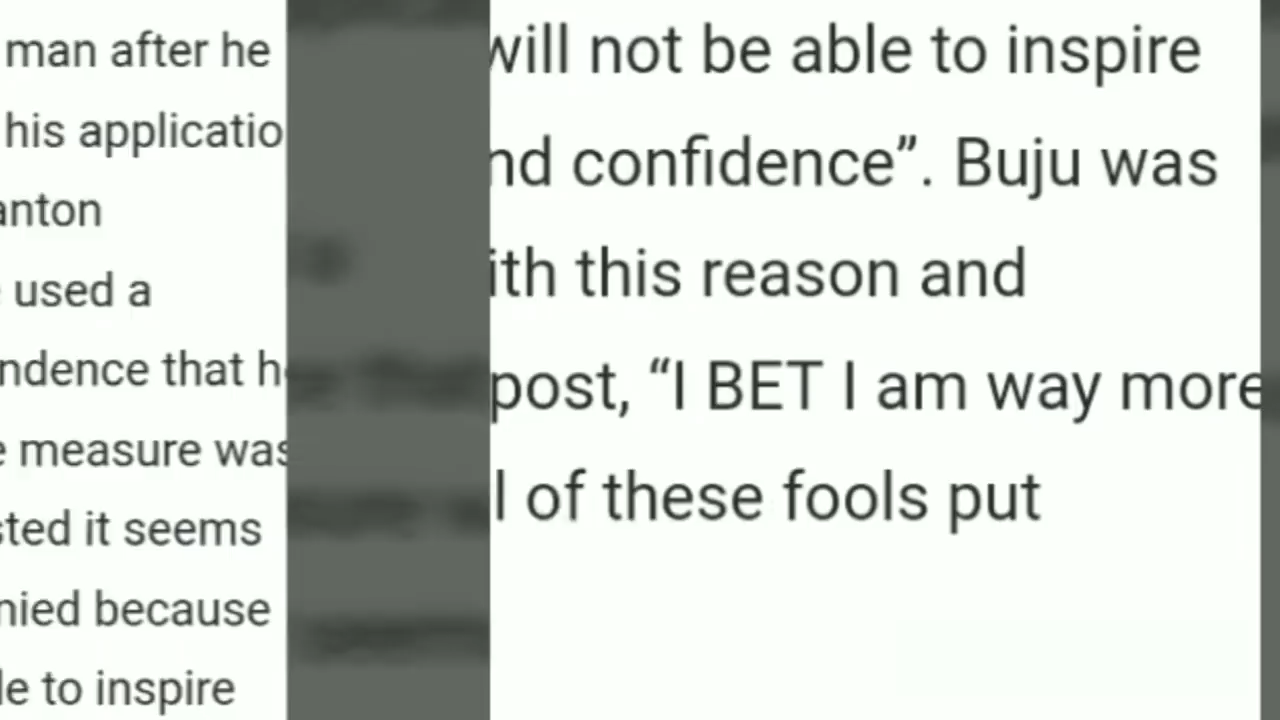 man after he
his applicatio
anton
used a
ndence that h
measure was
sted it seems
nied because
le to inspire
will not be able to inspire
nd confidence”. Buju was
ith this reason and
post, “I BET I am way more
l of these fools put